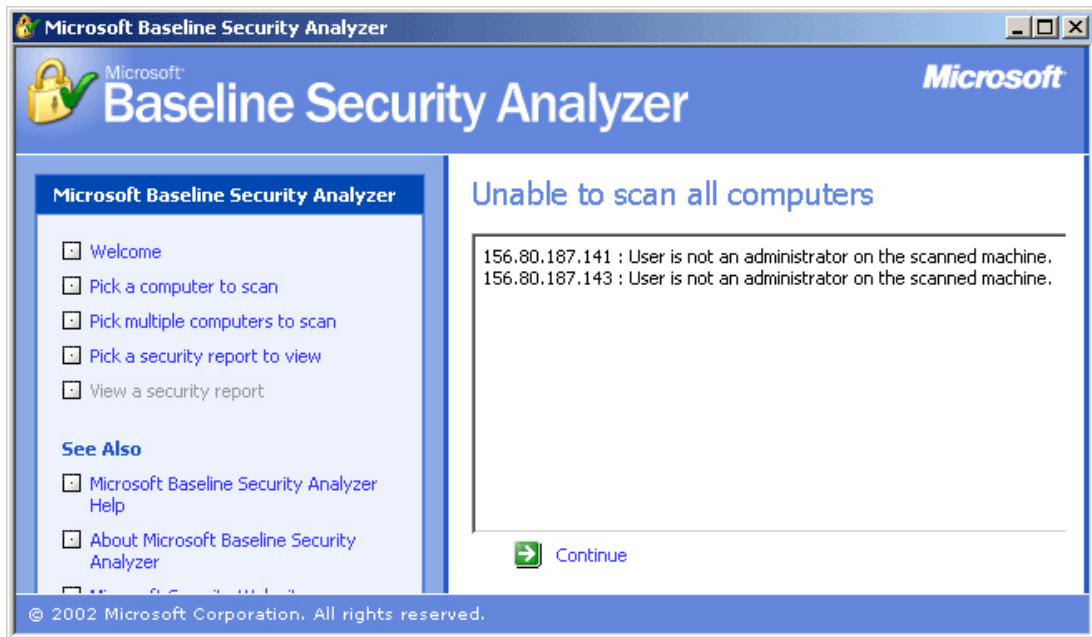 Microsoft Baseline Security Analyzer
Microsoft
Baseline Security Analyzer
Microsoft
Microsoft Baseline Security Analyzer
Welcome
Pick a computer to scan
Pick multiple computers to scan
Pick a security report to view
View a security report
See Also
Microsoft Baseline Security Analyzer
Help
About Microsoft Baseline Security
Analyzer
Unable to scan all computers
156.80.187.141 : User is not an administrator on the scanned machine.
156.80.187.143 : User is not an administrator on the scanned machine.
Continue
© 2002 Microsoft Corporation. All rights reserved.